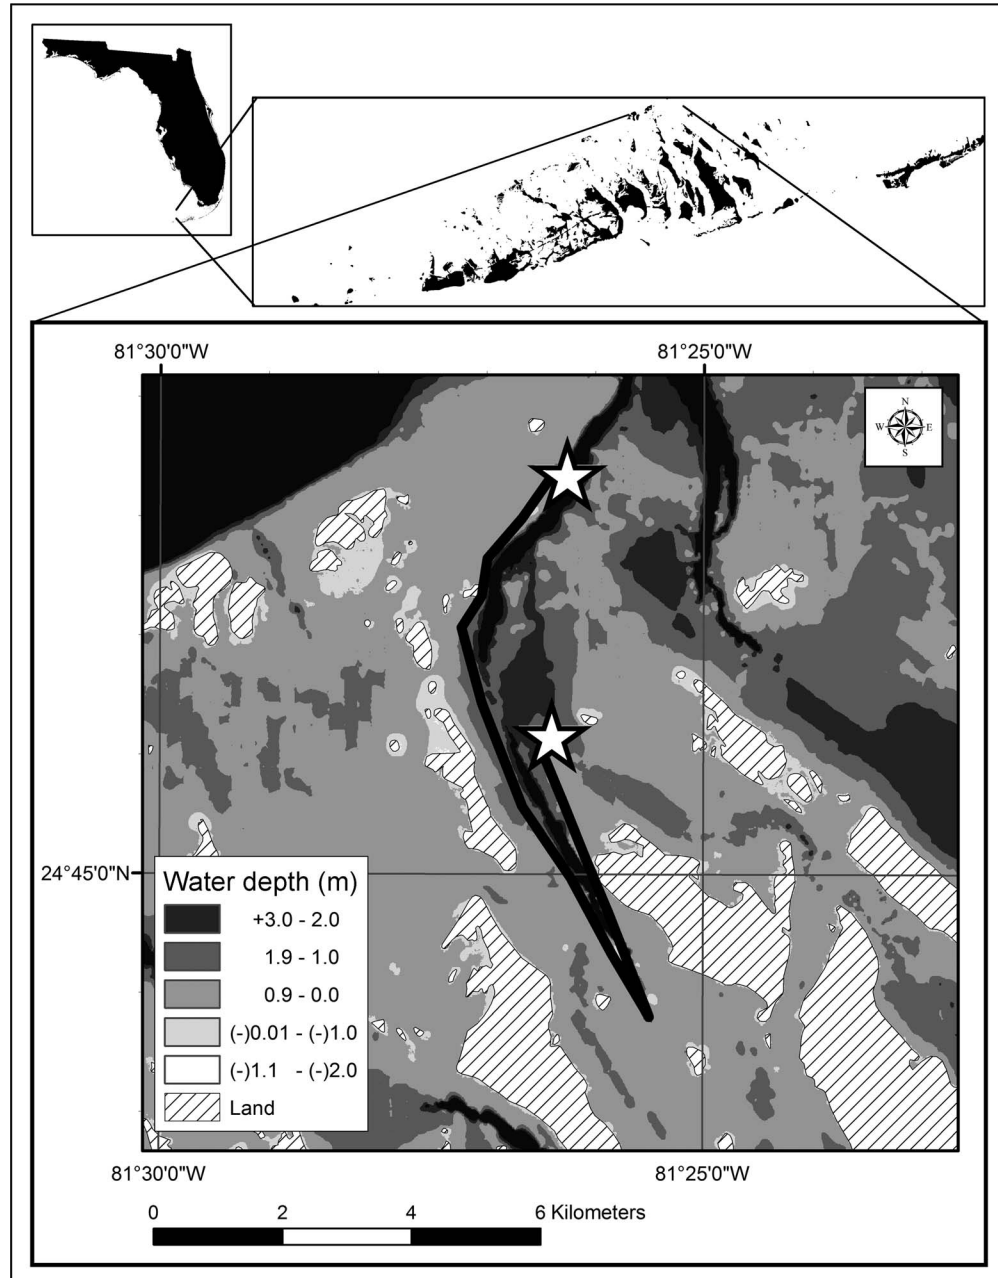 81°30'0"W 81°25'0"W
N
W E
S
24°45'0"N
Water depth (m)
+3.0 - 2.0
1.9 - 1.0
0.9 - 0.0
(-)0.01 - (-)1.0
(-)1.1 - (-)2.0
Land
81°30'0"W 81°25'0"W
0 2 4 6 Kilometers